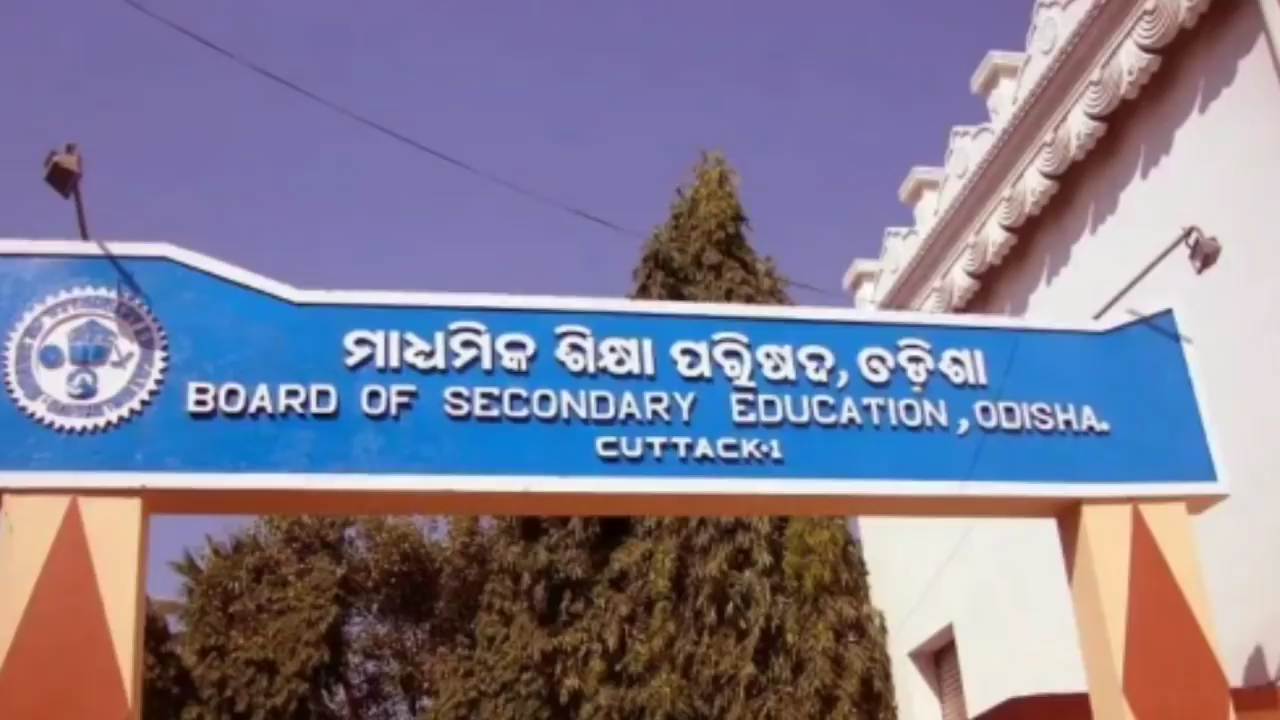 ମାଧ୍ୟମିକ ଶିକ୍ଷା ପରିଷଦ, ଓଡ଼ିଶା
BOARD OF SECONDARY EDUCATION, ODISHA.
CUTTACK-1